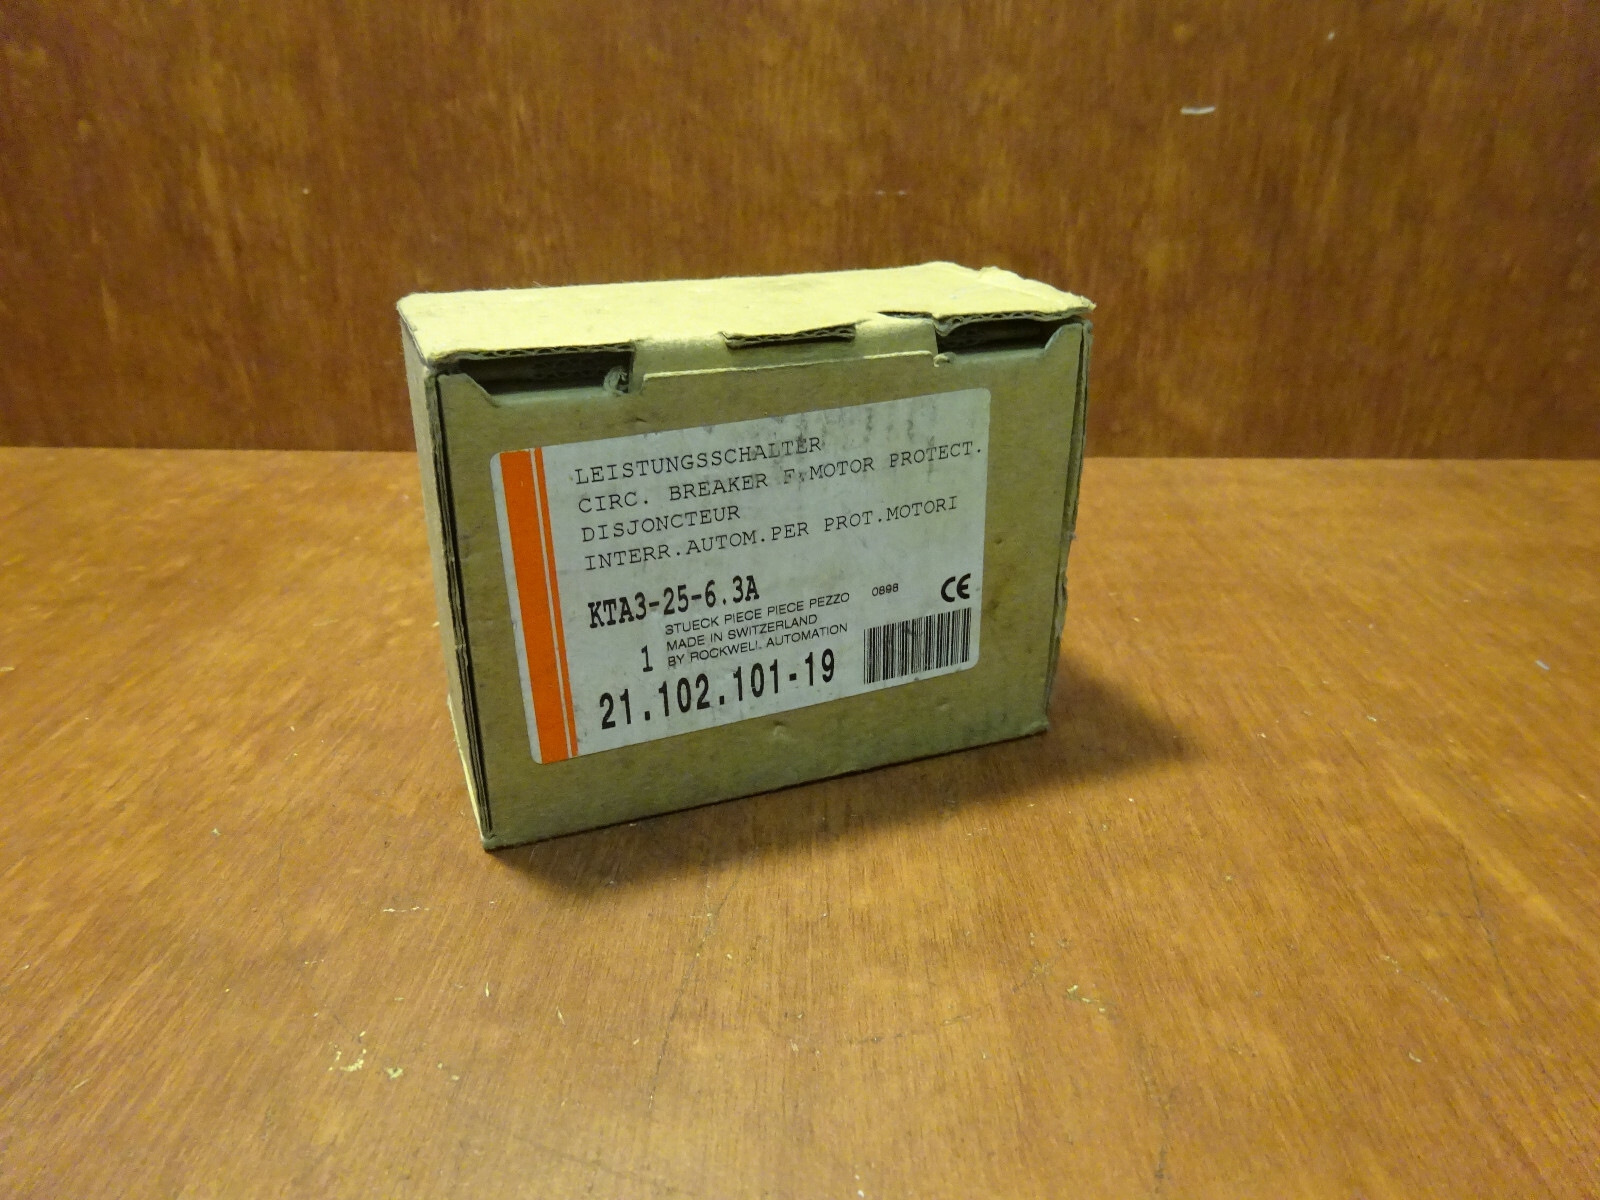 LEISTUNGSSCHALTER
CIRC. BREAKER F.MOTOR PROTECT.
DISJONCTEUR
INTERR.AUTOM.PER PROT.MOTORI
KTA3-25-6.3A
STUECK PIECE PIECE PEZZO 0898 CE
1 MADE IN SWITZERLAND
BY ROCKWELL AUTOMATION
21.102.101-19